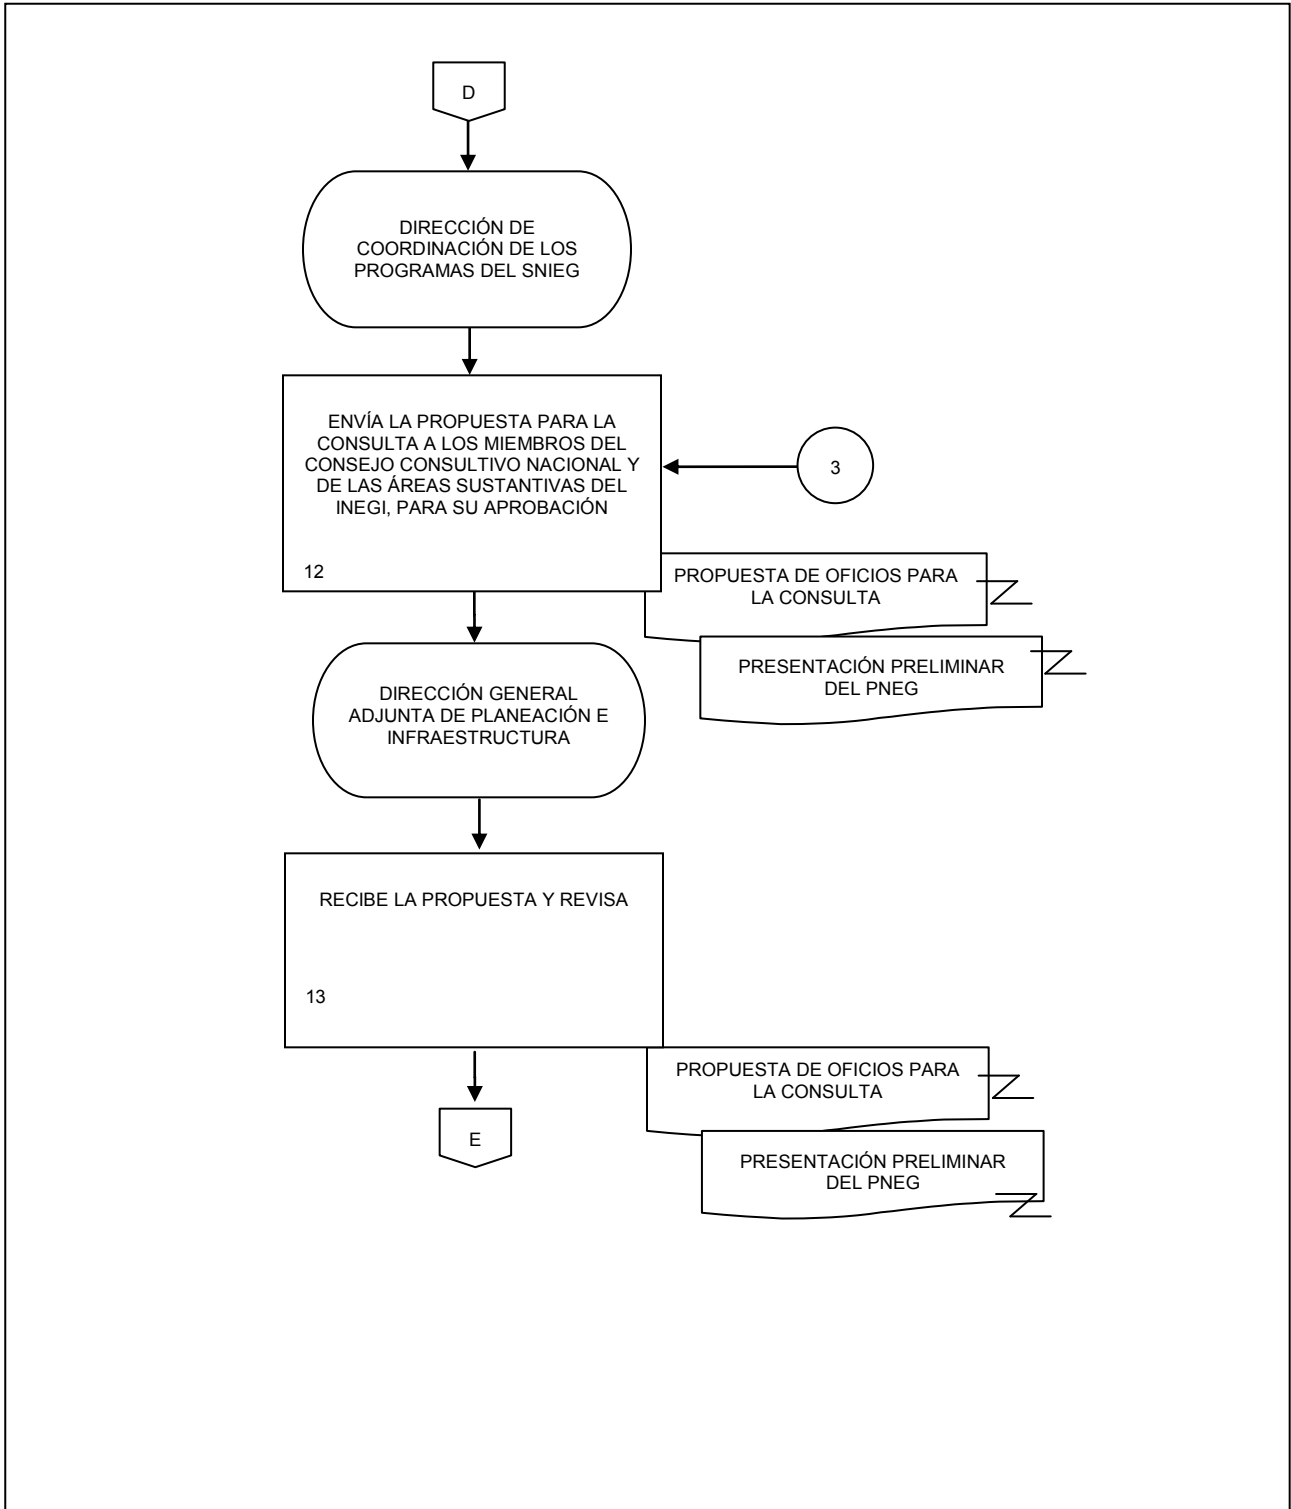 D
DIRECCIÓN DE
COORDINACIÓN DE LOS
PROGRAMAS DEL SNIEG
ENVÍA LA PROPUESTA PARA LA
CONSULTA A LOS MIEMBROS DEL
CONSEJO CONSULTIVO NACIONAL Y
DE LAS ÁREAS SUSTANTIVAS DEL
INEGI, PARA SU APROBACIÓN
12
3
PROPUESTA DE OFICIOS PARA
LA CONSULTA
PRESENTACIÓN PRELIMINAR
DEL PNEG
DIRECCIÓN GENERAL
ADJUNTA DE PLANEACIÓN E
INFRAESTRUCTURA
RECIBE LA PROPUESTA Y REVISA
13
PROPUESTA DE OFICIOS PARA
LA CONSULTA
PRESENTACIÓN PRELIMINAR
DEL PNEG
E